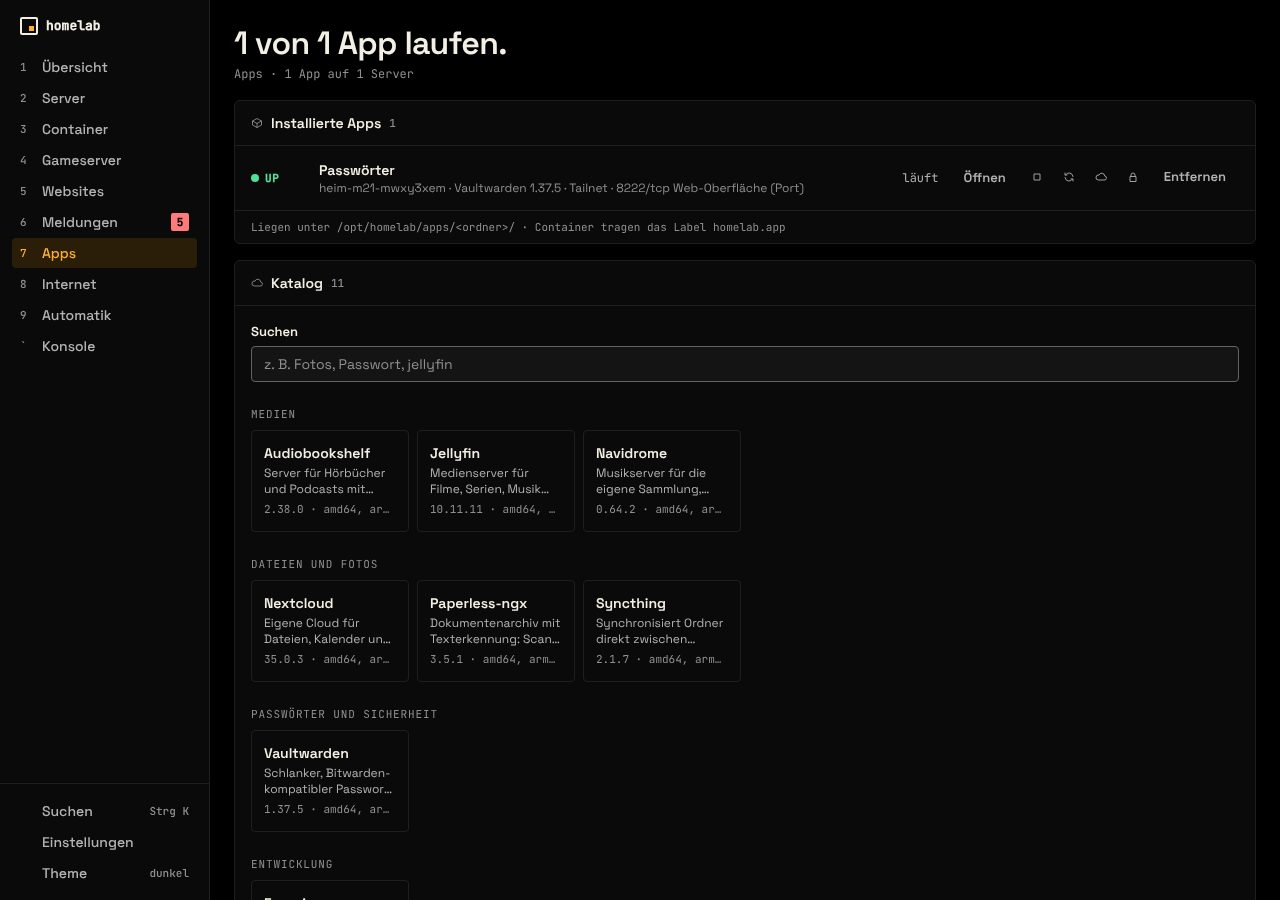 homelab
1 Übersicht
2 Server
3 Container
4 Gameserver
5 Websites
6 Meldungen 5
7 Apps
8 Internet
9 Automatik
` Konsole
Suchen Strg K
Einstellungen
Theme dunkel
1 von 1 App laufen.
Apps · 1 App auf 1 Server
Installierte Apps 1
UP
Passwörter
heim-m21-mwxy3xem · Vaultwarden 1.37.5 · Tailnet · 8222/tcp Web-Oberfläche (Port)
läuft Öffnen Entfernen
Liegen unter /opt/homelab/apps/<ordner>/ · Container tragen das Label homelab.app
Katalog 11
Suchen
z. B. Fotos, Passwort, jellyfin
MEDIEN
Audiobookshelf
Server für Hörbücher
und Podcasts mit…
2.38.0 · amd64, ar…
Jellyfin
Medienserver für
Filme, Serien, Musik…
10.11.11 · amd64, …
Navidrome
Musikserver für die
eigene Sammlung,…
0.64.2 · amd64, ar…
DATEIEN UND FOTOS
Nextcloud
Eigene Cloud für
Dateien, Kalender un…
35.0.3 · amd64, ar…
Paperless-ngx
Dokumentenarchiv mit
Texterkennung: Scan…
3.5.1 · amd64, arm…
Syncthing
Synchronisiert Ordner
direkt zwischen…
2.1.7 · amd64, arm…
PASSWÖRTER UND SICHERHEIT
Vaultwarden
Schlanker, Bitwarden-
kompatibler Passwor…
1.37.5 · amd64, ar…
ENTWICKLUNG